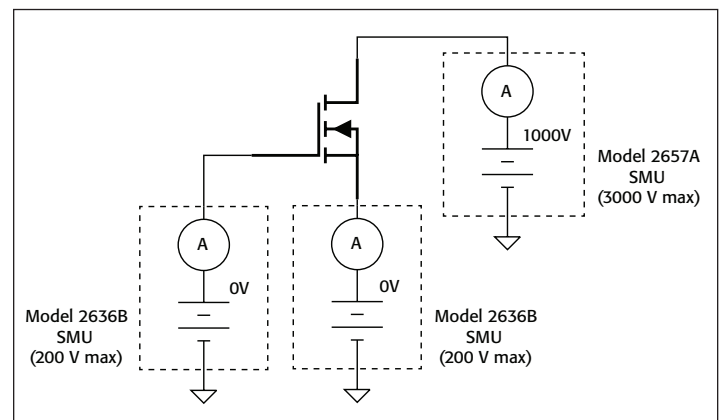 A
1000V
Model 2657A
SMU
(3000 V max)
A
0V
Model 2636B
SMU
(200 V max)
A
0V
Model 2636B
SMU
(200 V max)